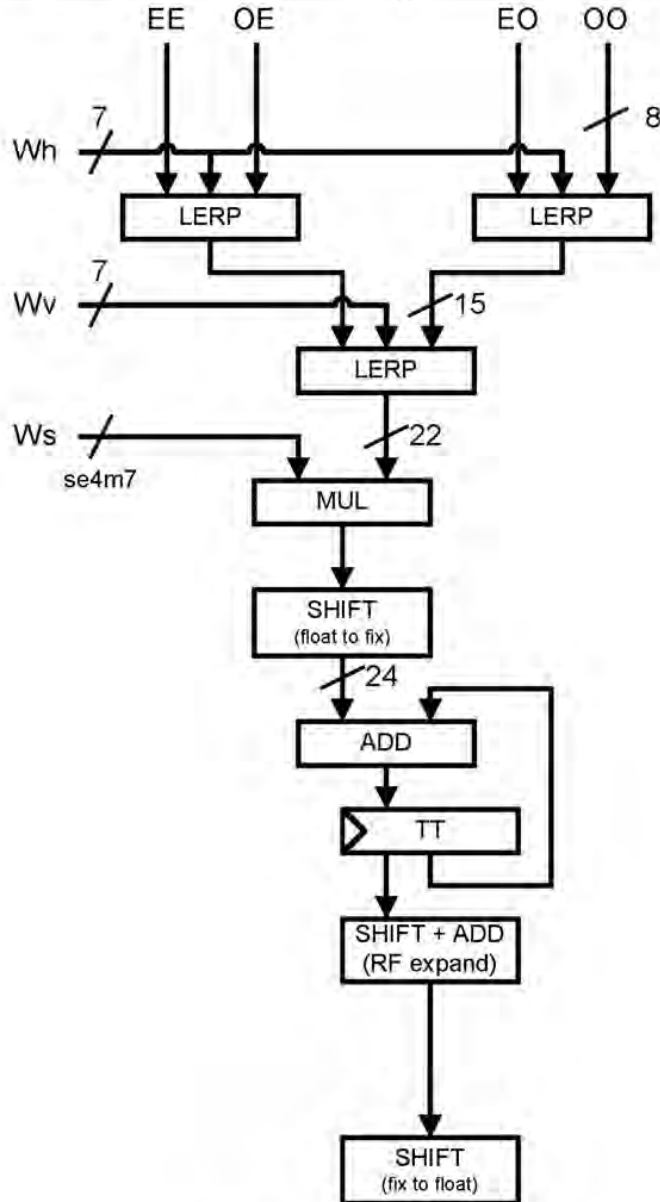 EE OE EO OO
7 8
Wh
LERP LERP
7
Wv 15
LERP
Ws 22
se4m7
MUL
SHIFT
(float to fix)
24
ADD
TT
SHIFT + ADD
(RF expand)
SHIFT
(fix to float)